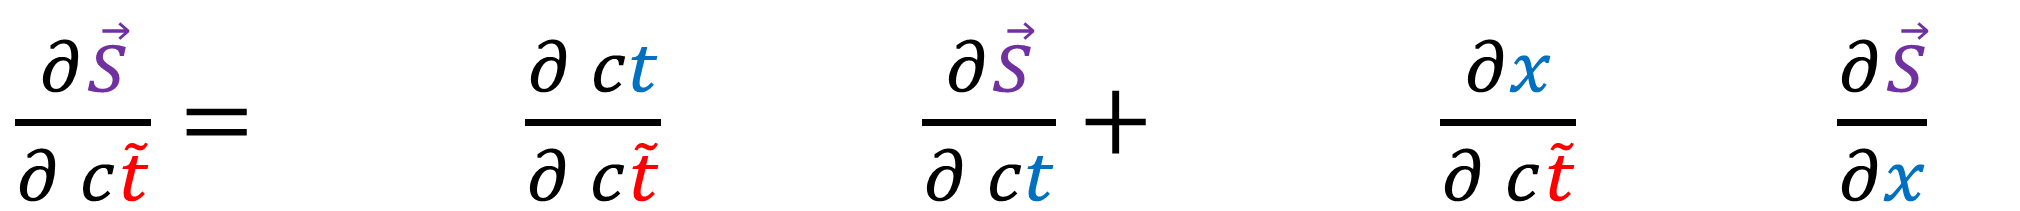 ∂s⃗/∂ ct̃ = ∂ ct/∂ ct̃ ∂s⃗/∂ ct + ∂x/∂ ct̃ ∂s⃗/∂x